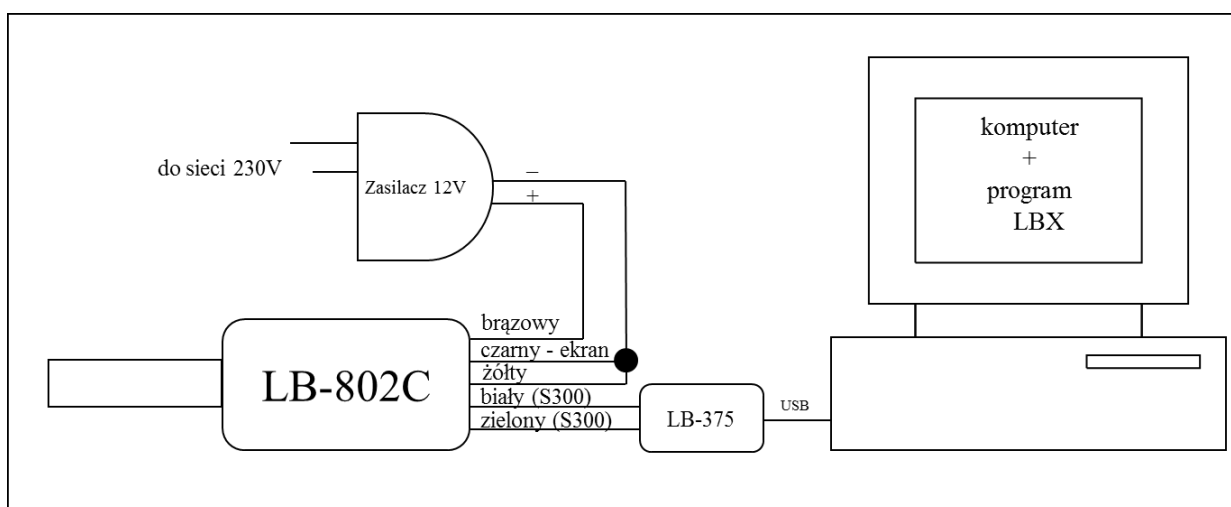 do sieci 230V
Zasilacz 12V
–
+
komputer
+
program
LBX
LB-802C
brązowy
czarny - ekran
żółty
biały (S300)
zielony (S300)
LB-375
USB